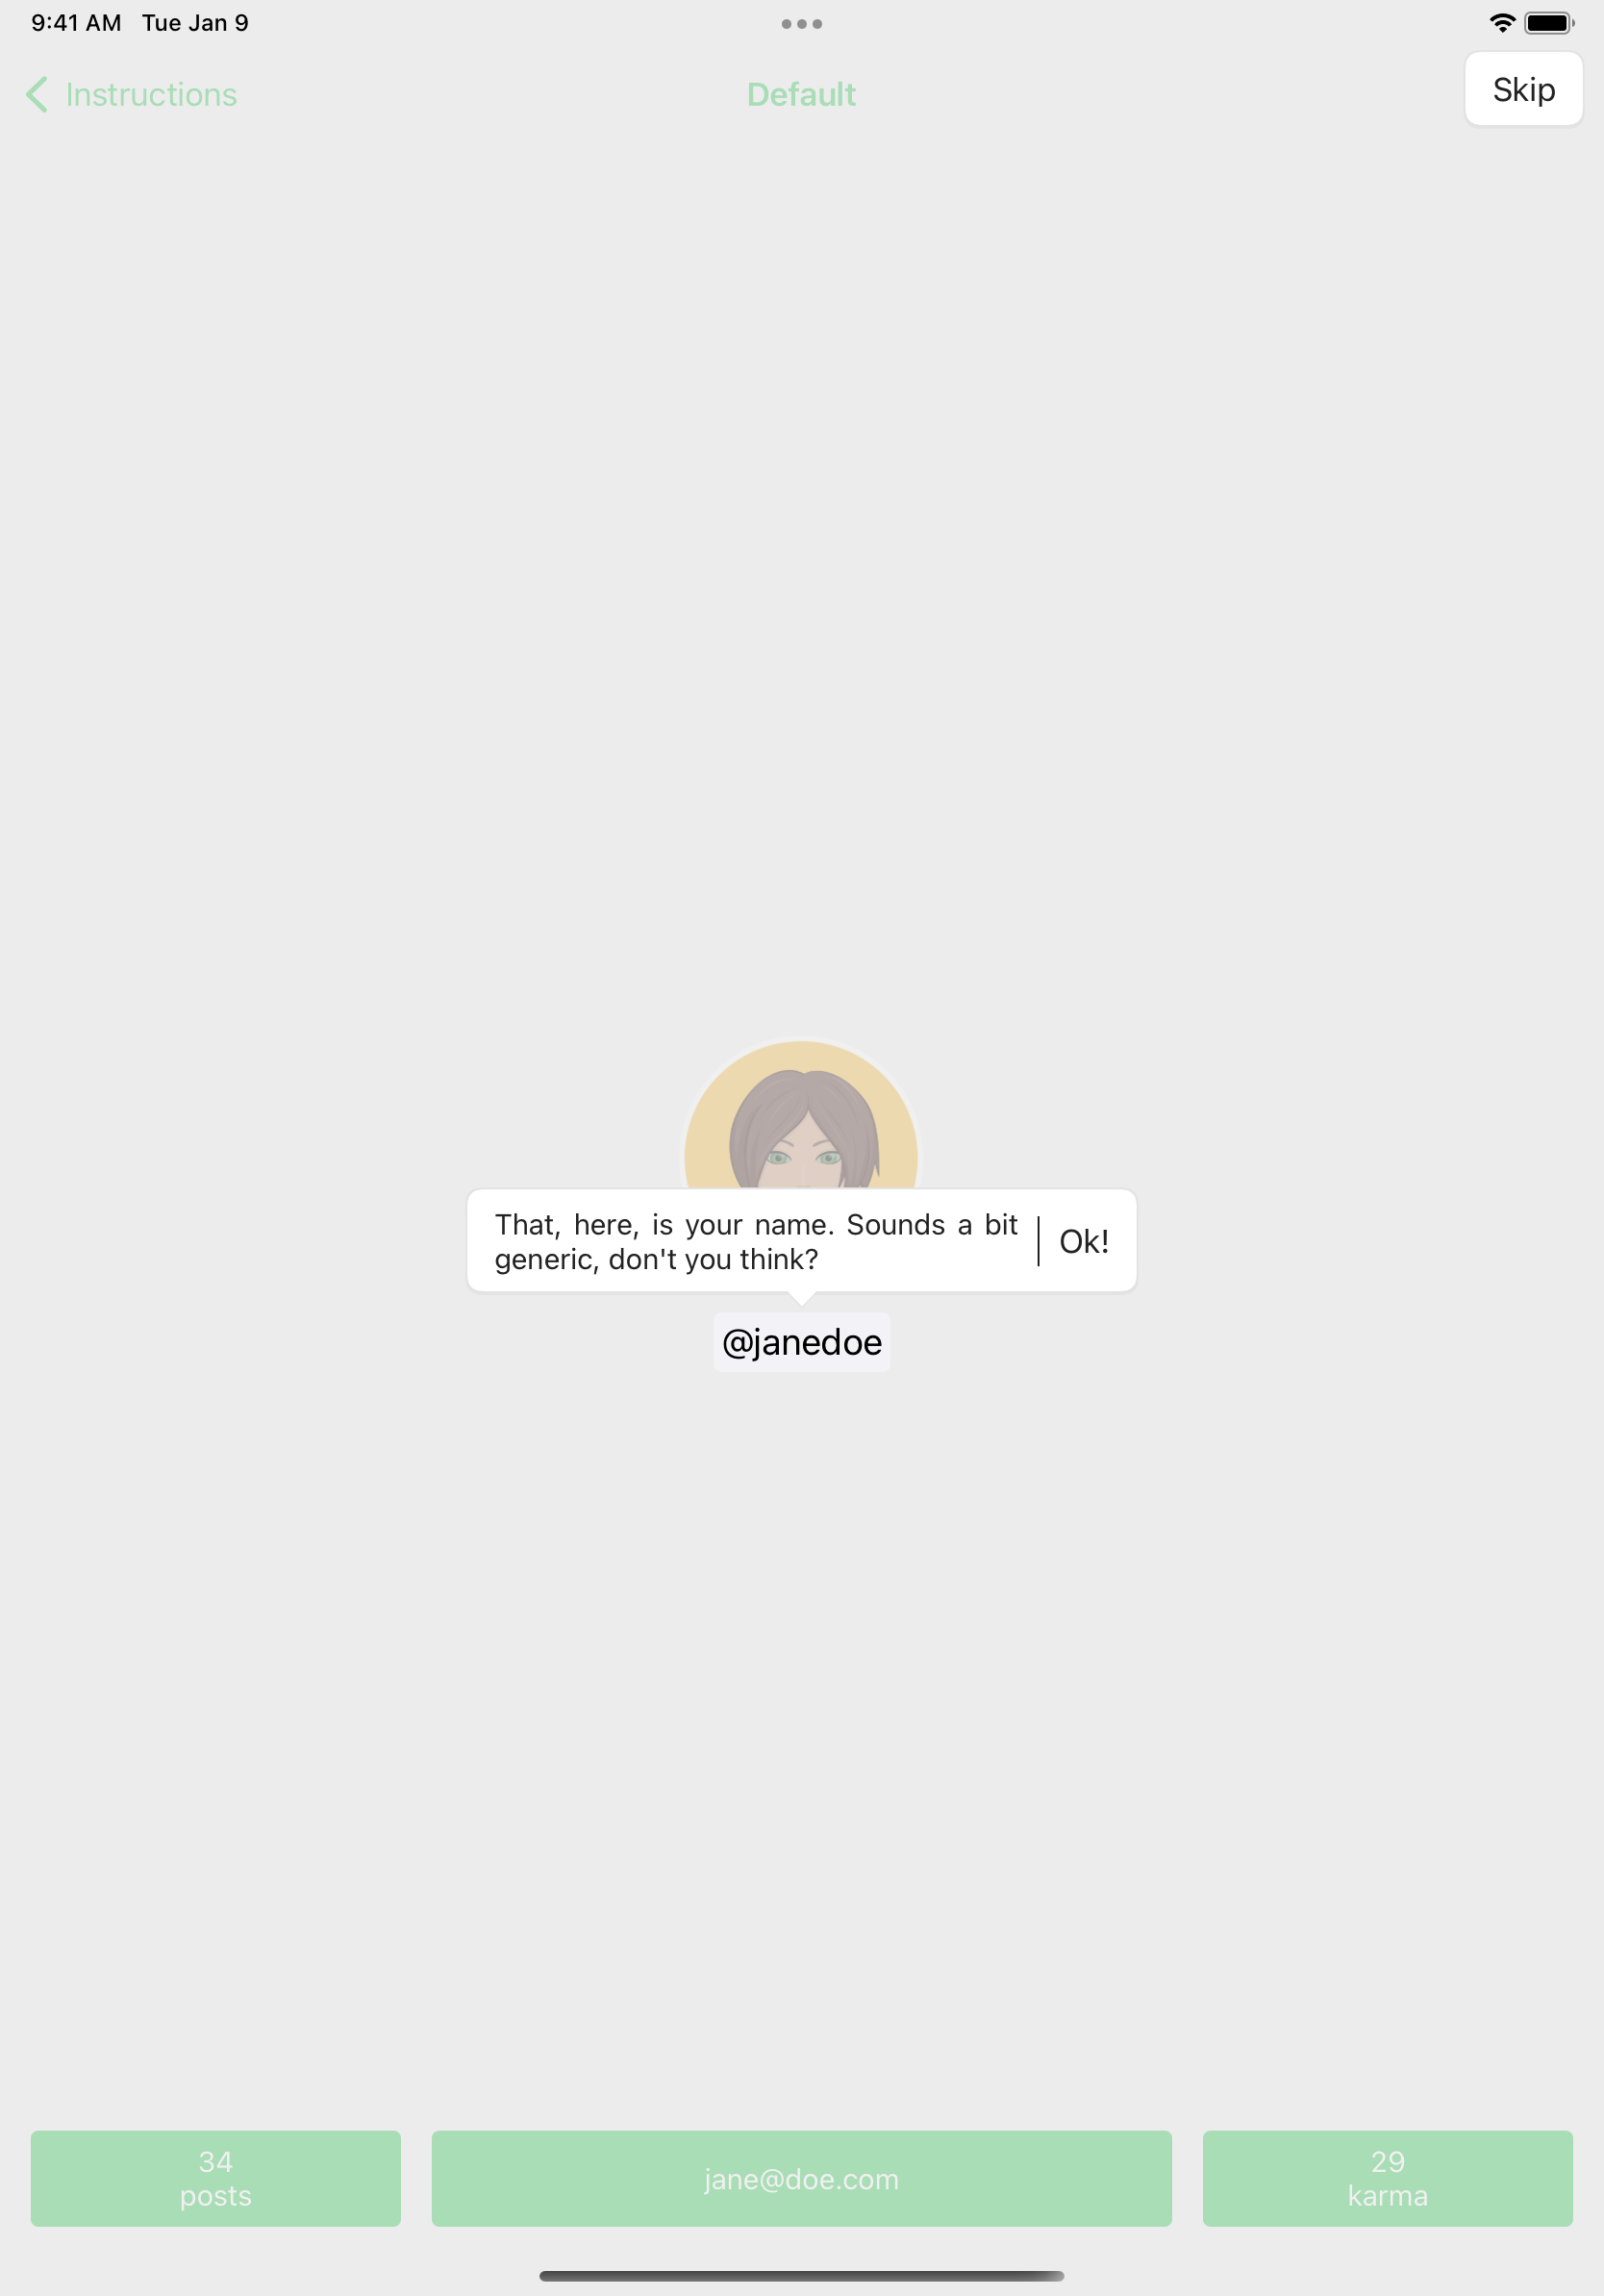 9:41 AM Tue Jan 9
Instructions
Default
Skip
That, here, is your name. Sounds a bit
generic, don't you think?
Ok!
@janedoe
34
posts
jane@doe.com
29
karma